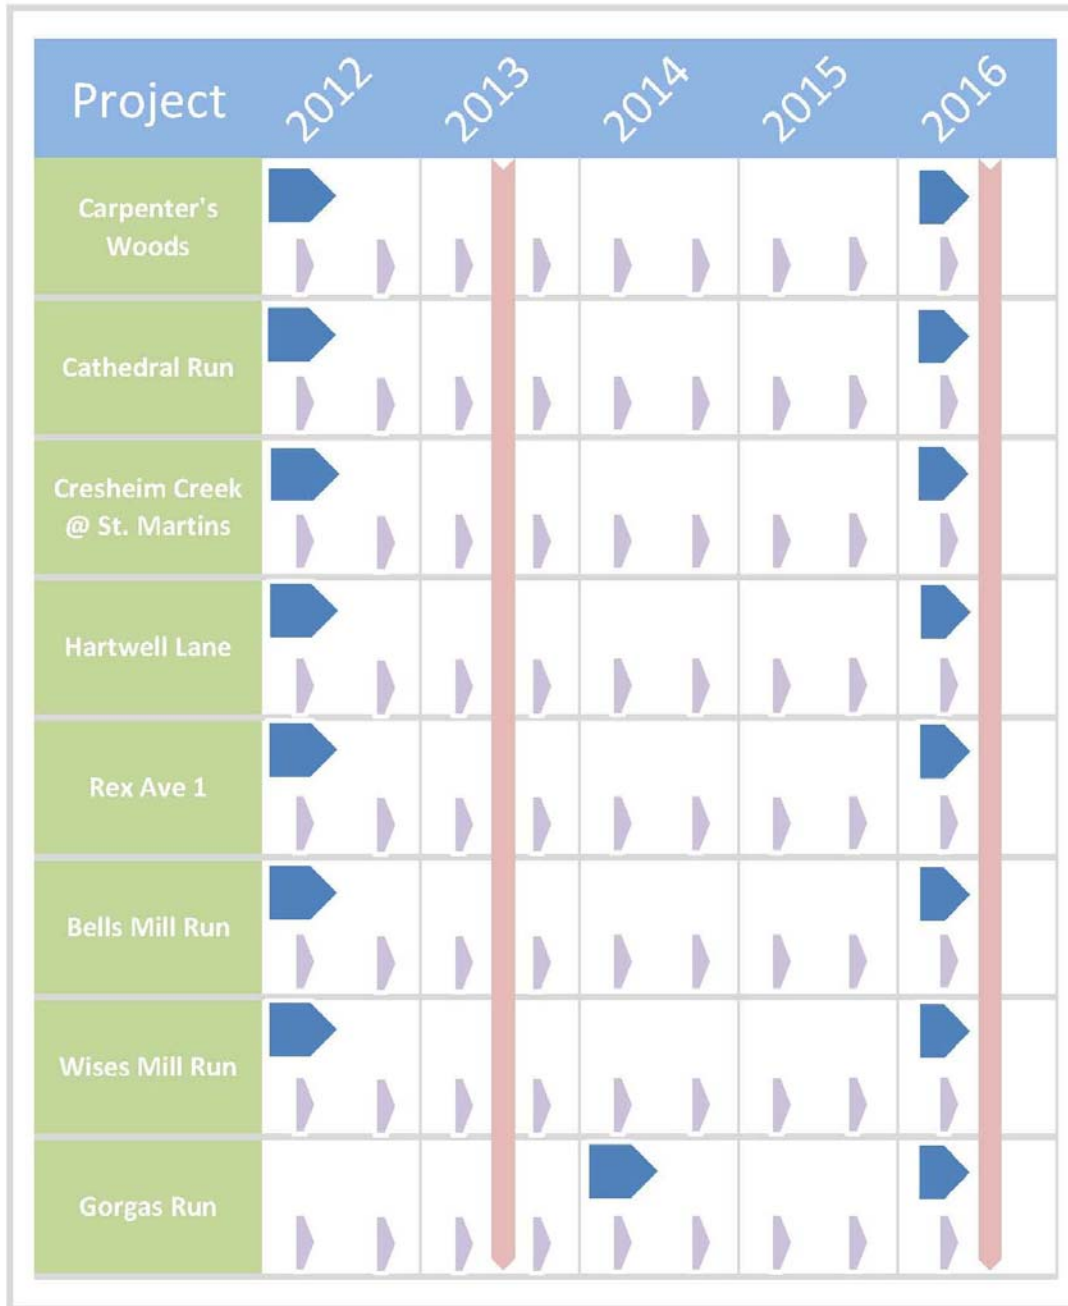 Project 2012 2013 2014 2015 2016
Carpenter's
Woods
Cathedral Run
Cresheim Creek
@ St. Martins
Hartwell Lane
Rex Ave 1
Bells Mill Run
Wises Mill Run
Gorgas Run